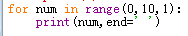 for num in range(0,10,1):
    print(num,end=' ')